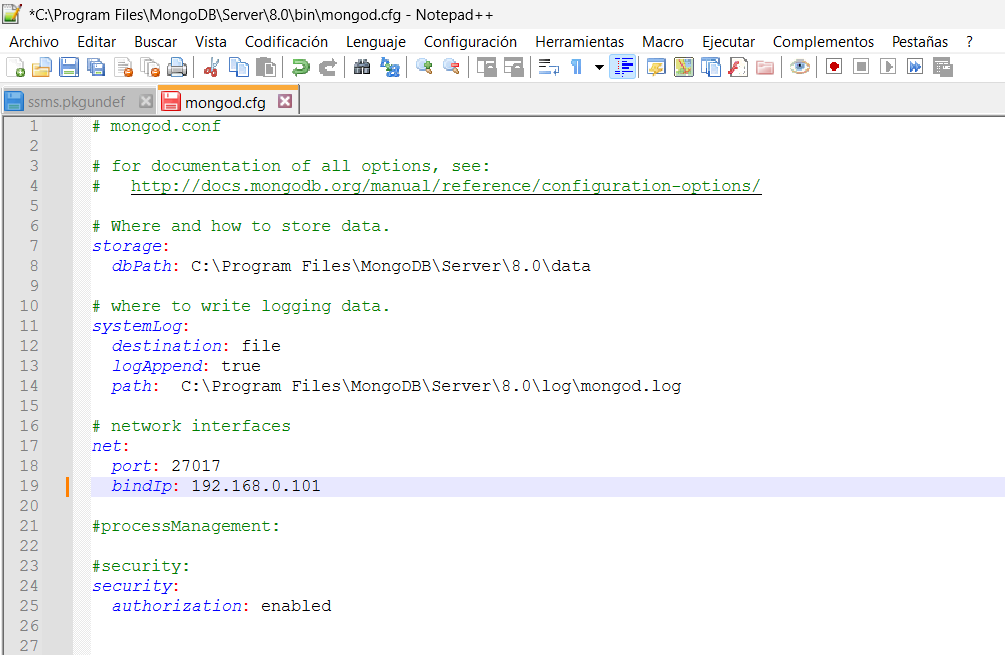 *C:\Program Files\MongoDB\Server\8.0\bin\mongod.cfg - Notepad++
Archivo Editar Buscar Vista Codificación Lenguaje Formato Configuración Herramientas Macro Ejecutar Complementos Pestañas ?
ssms.pkgundef mongod.cfg
1 # mongod.conf
2
3 # for documentation of all options, see:
4 #   http://docs.mongodb.org/manual/reference/configuration-options/
5
6 # Where and how to store data.
7 storage:
8   dbPath: C:\Program Files\MongoDB\Server\8.0\data
9
10 # where to write logging data.
11 systemLog:
12   destination: file
13   logAppend: true
14   path:  C:\Program Files\MongoDB\Server\8.0\log\mongod.log
15
16 # network interfaces
17 net:
18   port: 27017
19   bindIp: 192.168.0.101
20
21 #processManagement:
22
23 #security:
24 security:
25   authorization: enabled
26
27